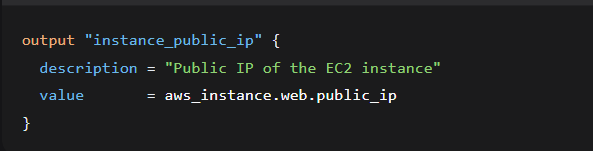 output "instance_public_ip" {
  description = "Public IP of the EC2 instance"
  value       = aws_instance.web.public_ip
}